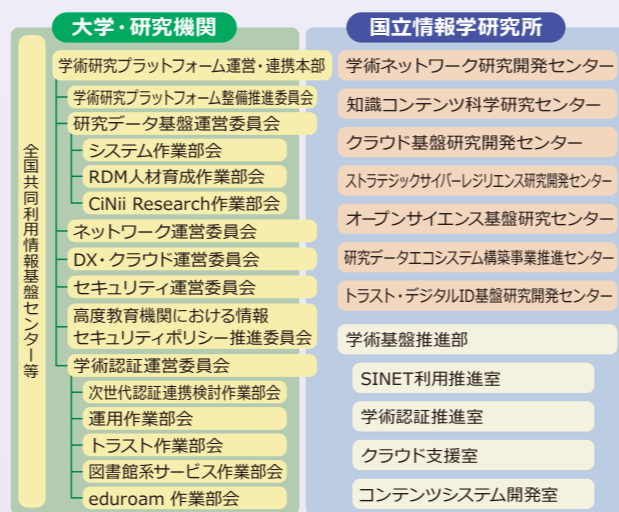 大学・研究機関
全国共同利用情報基盤センター等
学術研究プラットフォーム運営・連携本部
学術研究プラットフォーム整備推進委員会
研究データ基盤運営委員会
システム作業部会
RDM人材育成作業部会
CiNii Research作業部会
ネットワーク運営委員会
DX・クラウド運営委員会
セキュリティ運営委員会
高度教育機関における情報
セキュリティポリシー推進委員会
学術認証運営委員会
次世代認証連携検討作業部会
運用作業部会
トラスト作業部会
図書館系サービス作業部会
eduroam 作業部会
国立情報学研究所
学術ネットワーク研究開発センター
知識コンテンツ科学研究センター
クラウド基盤研究開発センター
ストラテジックサイバーレジリエンス研究開発センター
オープンサイエンス基盤研究センター
研究データエコシステム構築事業推進センター
トラスト・デジタルID基盤研究開発センター
学術基盤推進部
SINET利用推進室
学術認証推進室
クラウド支援室
コンテンツシステム開発室